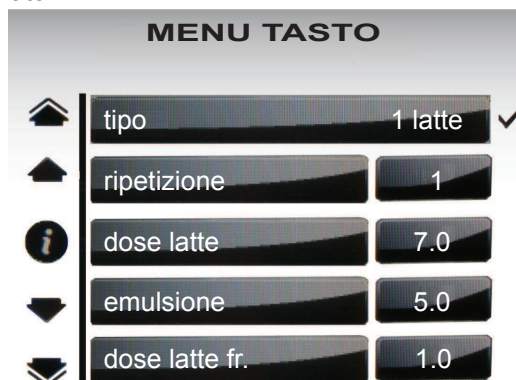 MENU TASTO
tipo 1 latte
ripetizione 1
i
dose latte 7.0
emulsione 5.0
dose latte fr. 1.0